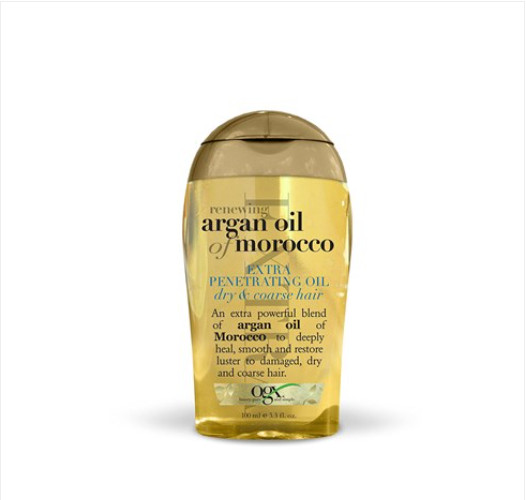 renewing
argan oil
of morocco
EXTRA
PENETRATING OIL
dry & coarse hair
An extra powerful blend
of argan oil of
Morocco to deeply
heal, smooth and restore
luster to damaged, dry
and coarse hair.
ogx
100 ml e 3.3 fl. oz.